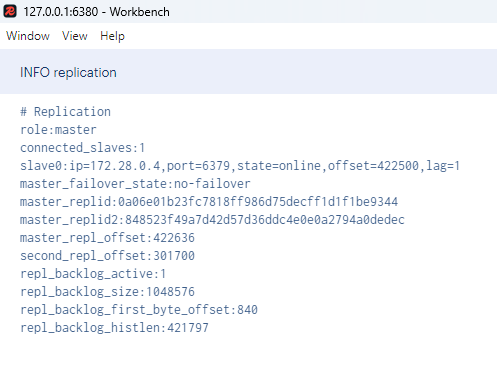 127.0.0.1:6380 - Workbench
Window View Help
INFO replication
# Replication
role:master
connected_slaves:1
slave0:ip=172.28.0.4,port=6379,state=online,offset=422500,lag=1
master_failover_state:no-failover
master_replid:0a06e01b23fc7818ff986d75decff1d1f1be9344
master_replid2:848523f49a7d42d57d36ddc4e0e0a2794a0dedec
master_repl_offset:422636
second_repl_offset:301700
repl_backlog_active:1
repl_backlog_size:1048576
repl_backlog_first_byte_offset:840
repl_backlog_histlen:421797